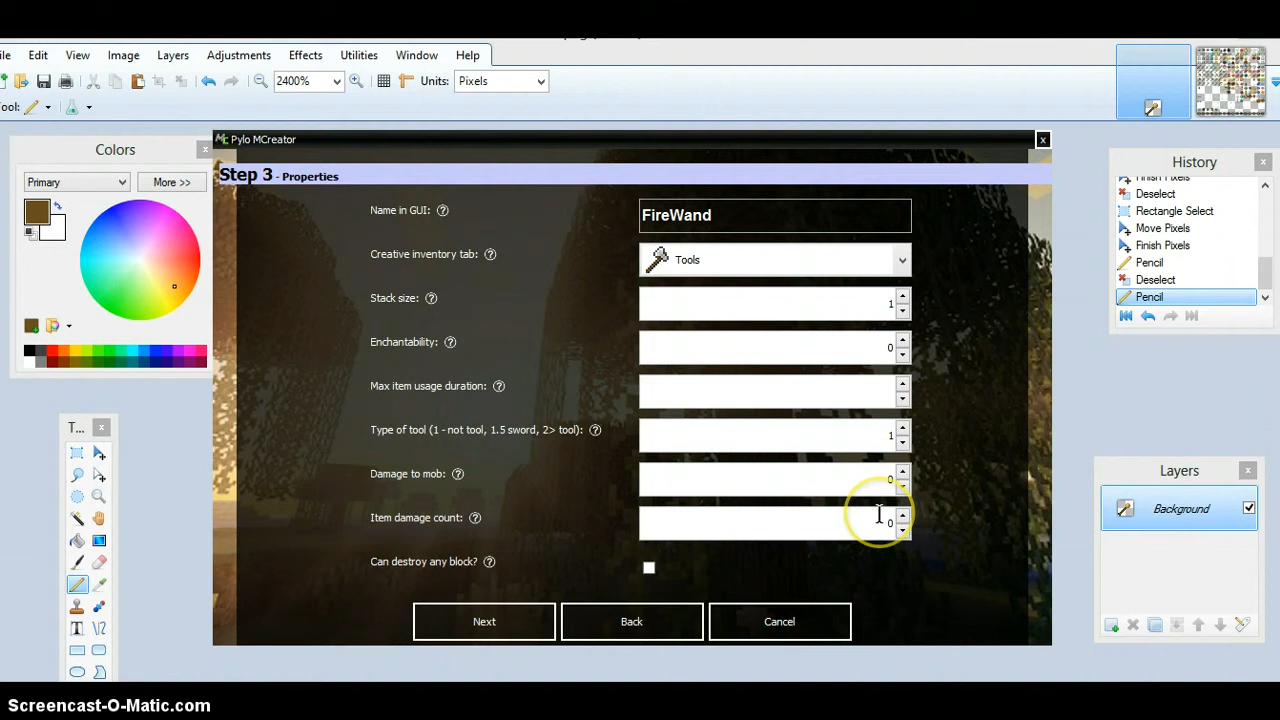 ile Edit View Image Layers Adjustments Effects Utilities Window Help
2400% Units: Pixels
Tool:
Colors
Primary More >>
T...
Pylo MCreator
Step 3 - Properties
Name in GUI: FireWand
Creative inventory tab: Tools
Stack size: 1
Enchantability: 0
Max item usage duration:
Type of tool (1 - not tool, 1.5 sword, 2> tool): 1
Damage to mob: 0
Item damage count: 0
Can destroy any block?
Next Back Cancel
History
Finish Pixels
Deselect
Rectangle Select
Move Pixels
Finish Pixels
Pencil
Deselect
Pencil
Layers
Background
Screencast-O-Matic.com